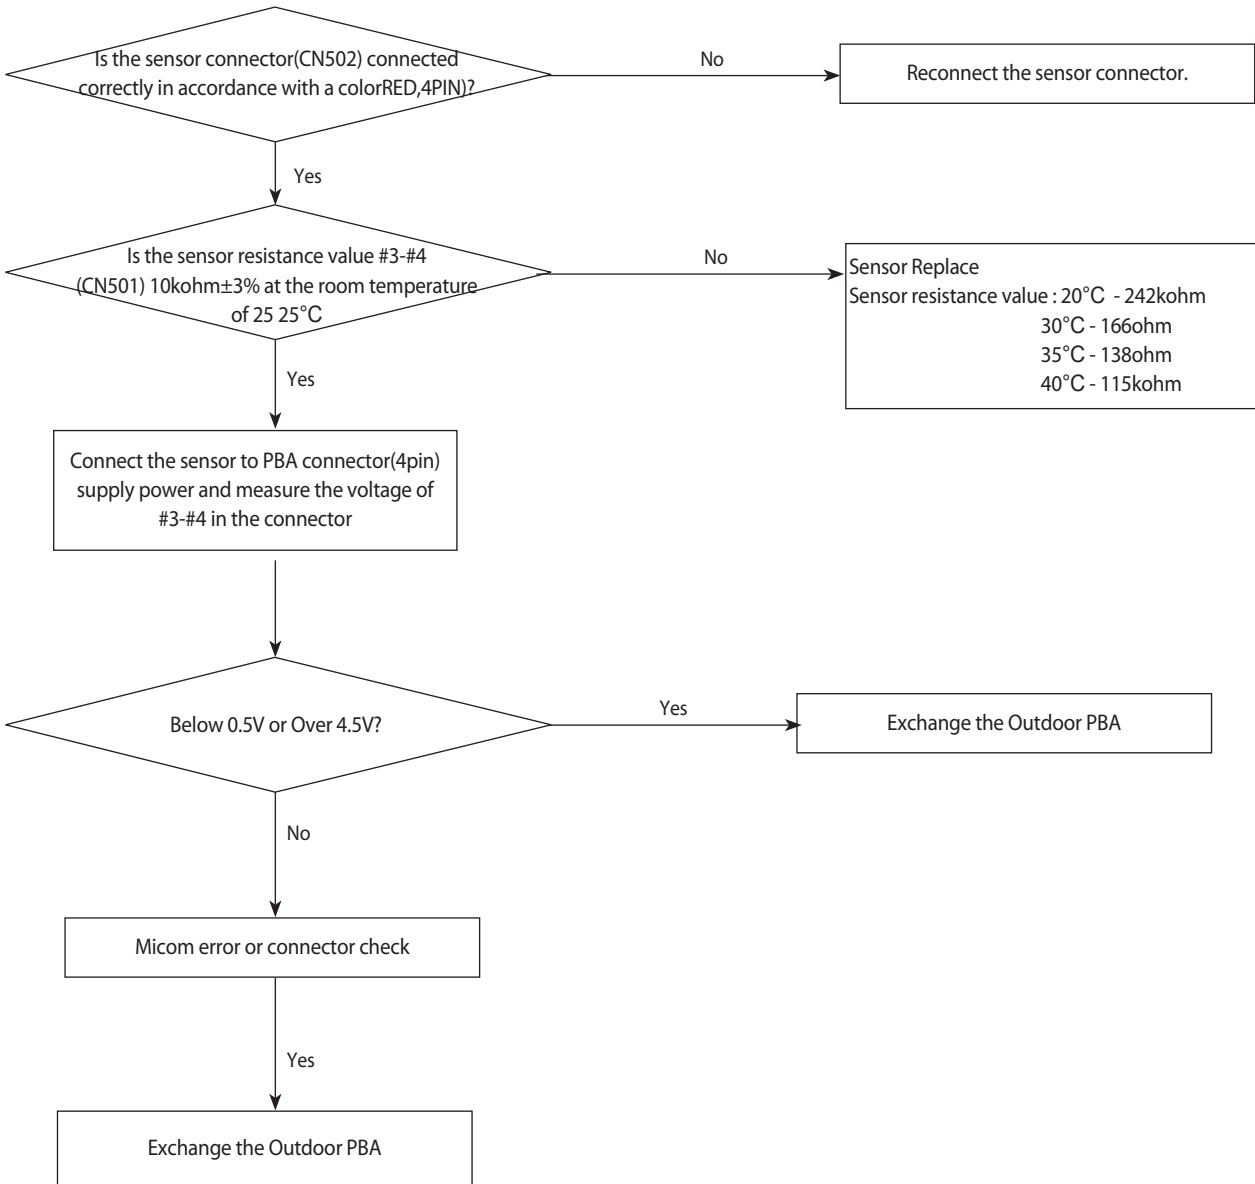 Is the sensor connector(CN502) connected
correctly in accordance with a colorRED,4PIN)?
No
Reconnect the sensor connector.
Yes
Is the sensor resistance value #3-#4
(CN501) 10kohm±3% at the room temperature
of 25 25°C
No
Sensor Replace
Sensor resistance value : 20°C - 242kohm
30°C - 166ohm
35°C - 138ohm
40°C - 115kohm
Yes
Connect the sensor to PBA connector(4pin)
supply power and measure the voltage of
#3-#4 in the connector
Below 0.5V or Over 4.5V?
Yes
Exchange the Outdoor PBA
No
Micom error or connector check
Yes
Exchange the Outdoor PBA